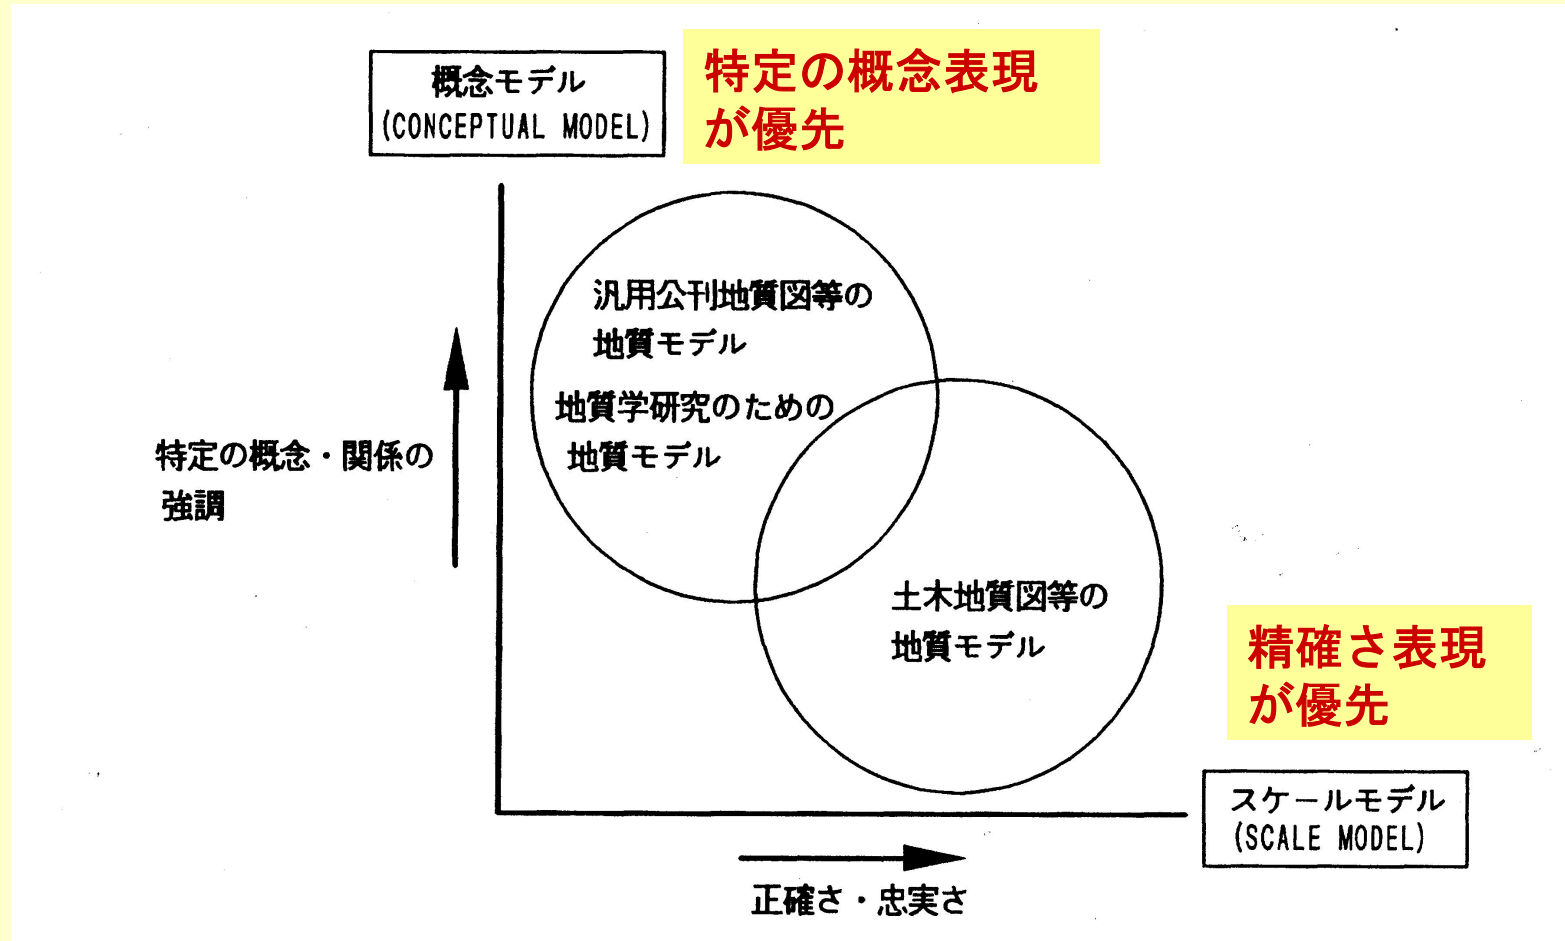 概念モデル
(CONCEPTUAL MODEL)
特定の概念表現
が優先
汎用公刊地質図等の
地質モデル
地質学研究のための
地質モデル
特定の概念・関係の
強調
土木地質図等の
地質モデル
精確さ表現
が優先
スケールモデル
(SCALE MODEL)
正確さ・忠実さ